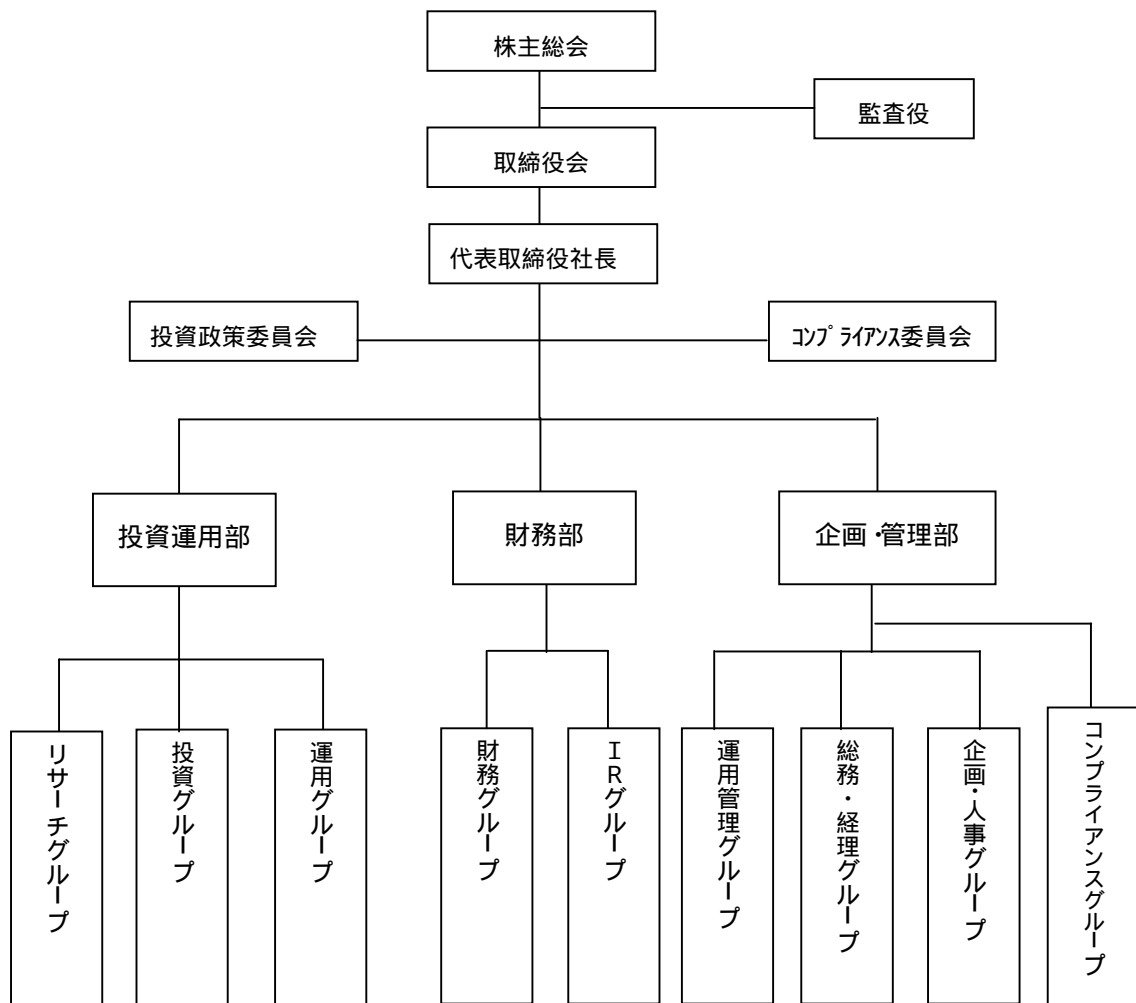 株主総会
監査役
取締役会
代表取締役社長
投資政策委員会
コンプライアンス委員会
投資運用部
財務部
企画・管理部
リサーチグループ
投資グループ
運用グループ
財務グループ
IRグループ
運用管理グループ
総務・経理グループ
企画・人事グループ
コンプライアンスグループ